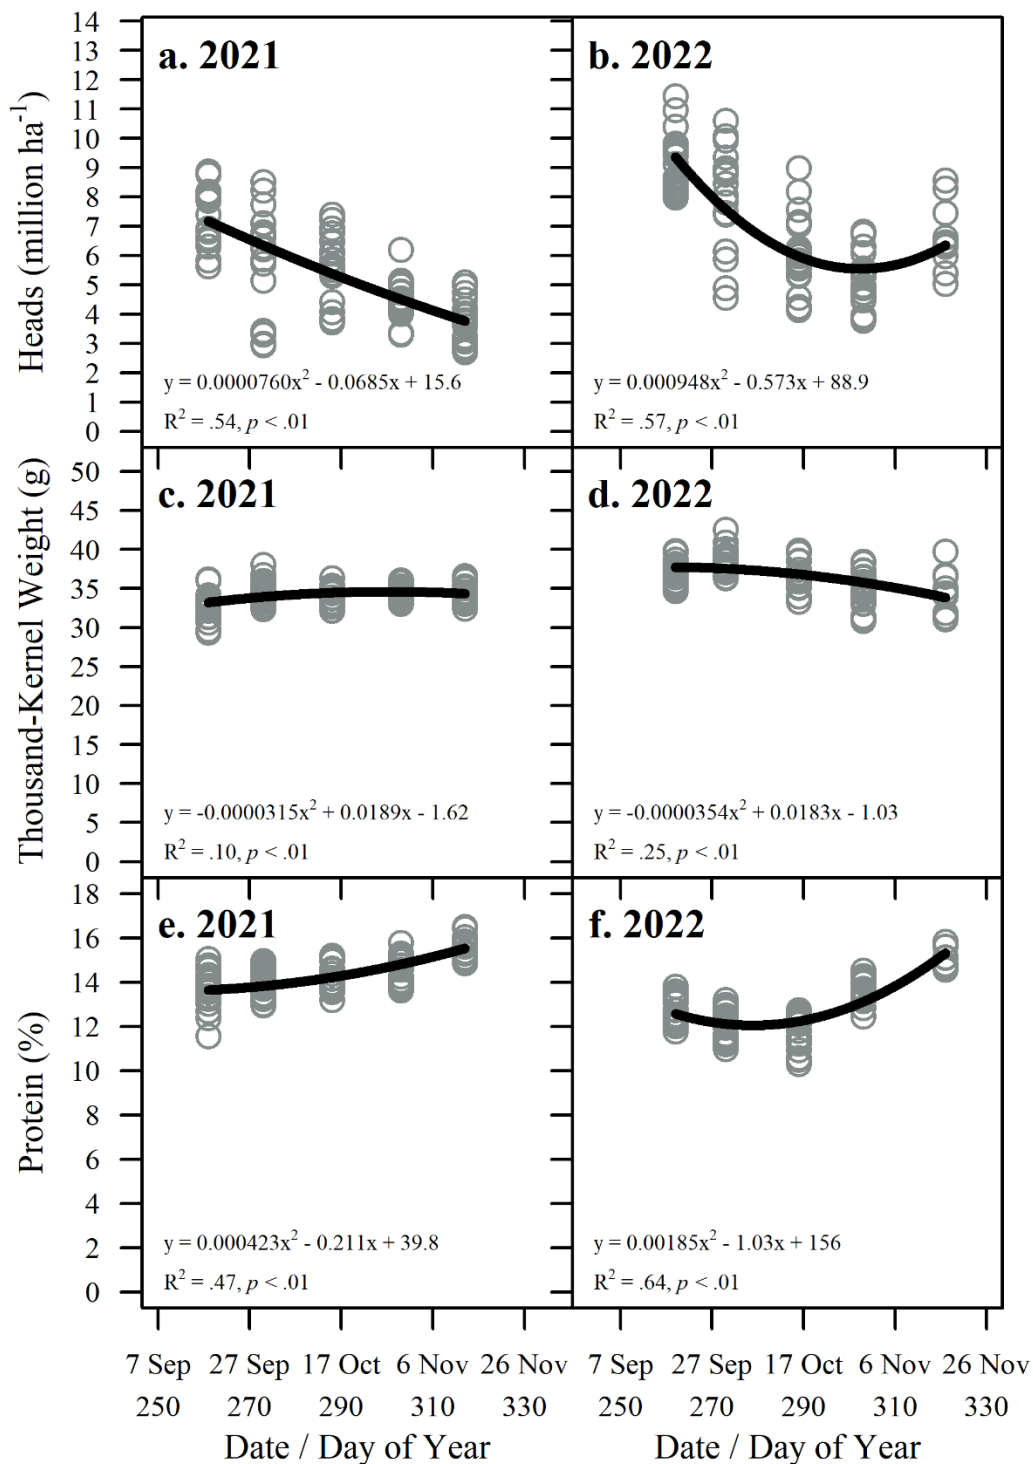 Heads (million ha⁻¹)
14
13
12
11
10
9
8
7
6
5
4
3
2
1
0
a. 2021
y = 0.0000760x² - 0.0685x + 15.6
R² = .54, p < .01
b. 2022
y = 0.000948x² - 0.573x + 88.9
R² = .57, p < .01
Thousand-Kernel Weight (g)
50
45
40
35
30
25
20
15
10
5
0
c. 2021
y = -0.0000315x² + 0.0189x - 1.62
R² = .10, p < .01
d. 2022
y = -0.0000354x² + 0.0183x - 1.03
R² = .25, p < .01
Protein (%)
18
16
14
12
10
8
6
4
2
0
e. 2021
y = 0.000423x² - 0.211x + 39.8
R² = .47, p < .01
f. 2022
y = 0.00185x² - 1.03x + 156
R² = .64, p < .01
7 Sep 27 Sep 17 Oct 6 Nov 26 Nov 7 Sep 27 Sep 17 Oct 6 Nov 26 Nov
250 270 290 310 330 250 270 290 310 330
Date / Day of Year Date / Day of Year